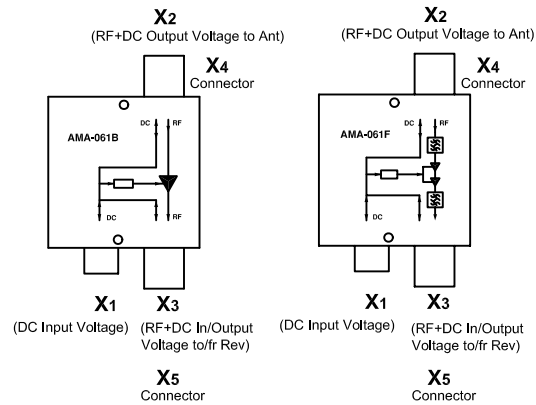 X2
(RF+DC Output Voltage to Ant)
X4
Connector
DC
RF
AMA-061B
DC
RF
X1
(DC Input Voltage)
X3
(RF+DC In/Output
Voltage to/fr Rev)
X5
Connector
X2
(RF+DC Output Voltage to Ant)
X4
Connector
DC
RF
AMA-061F
DC
RF
X1
(DC Input Voltage)
X3
(RF+DC In/Output
Voltage to/fr Rev)
X5
Connector